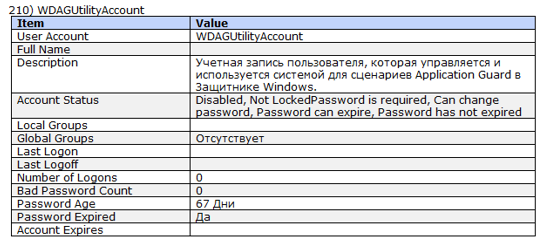 210) WDAGUtilityAccount
Item Value
User Account WDAGUtilityAccount
Full Name
Description Учетная запись пользователя, которая управляется и
используется системой для сценариев Application Guard в
Защитнике Windows.
Account Status Disabled, Not LockedPassword is required, Can change
password, Password can expire, Password has not expired
Local Groups
Global Groups Отсутствует
Last Logon
Last Logoff
Number of Logons 0
Bad Password Count 0
Password Age 67 Дни
Password Expired Да
Account Expires